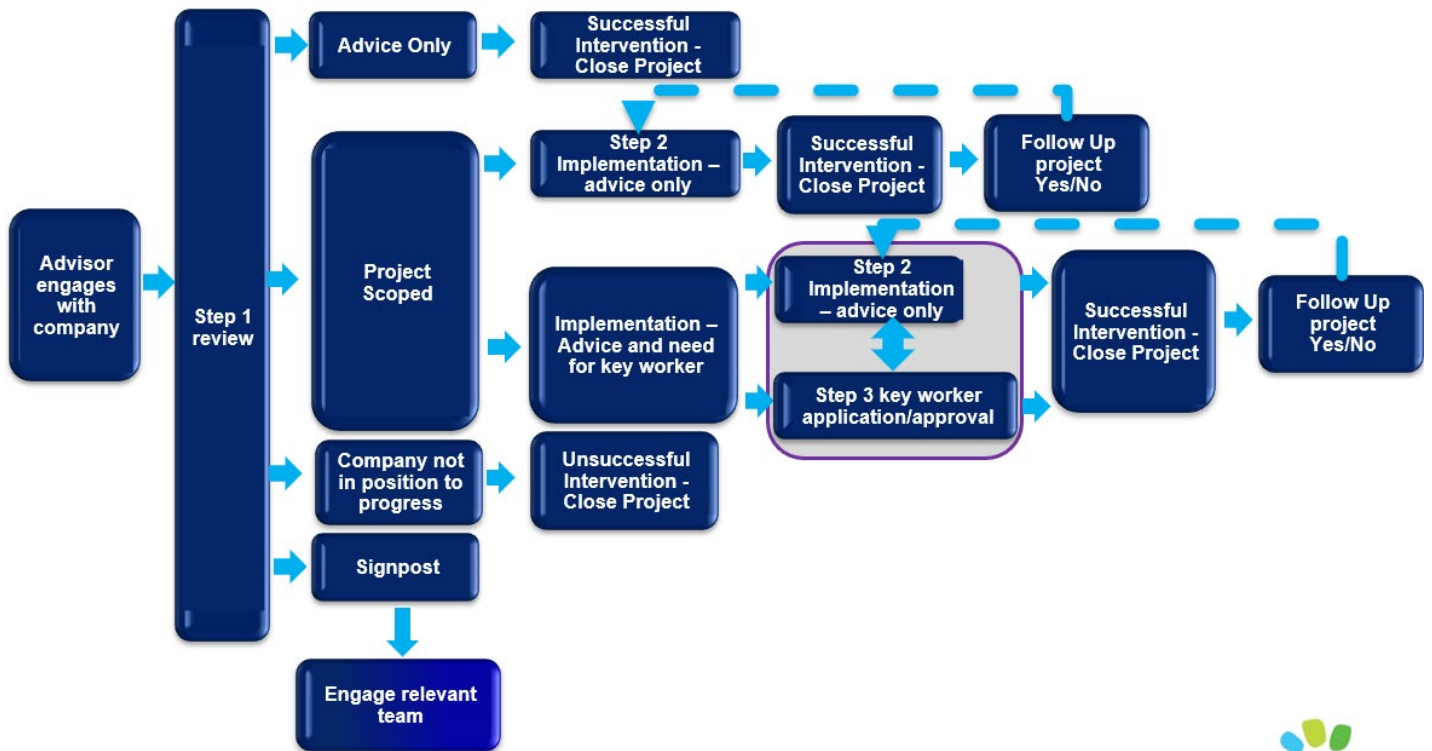 Advisor
engages
with
company
Step 1
review
Advice Only
Successful
Intervention -
Close Project
Project
Scoped
Step 2
Implementation –
advice only
Successful
Intervention -
Close Project
Follow Up
project
Yes/No
Implementation –
Advice and need
for key worker
Step 2
Implementation
– advice only
Step 3 key worker
application/approval
Successful
Intervention -
Close Project
Follow Up
project
Yes/No
Company not
in position to
progress
Unsuccessful
Intervention -
Close Project
Signpost
Engage relevant
team